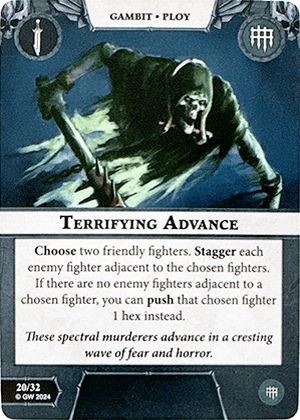 GAMBIT • PLOY
TERRIFYING ADVANCE
Choose two friendly fighters. Stagger each
enemy fighter adjacent to the chosen fighters.
If there are no enemy fighters adjacent to a
chosen fighter, you can push that chosen fighter
1 hex instead.
These spectral murderers advance in a cresting
wave of fear and horror.
20/32
© GW 2024